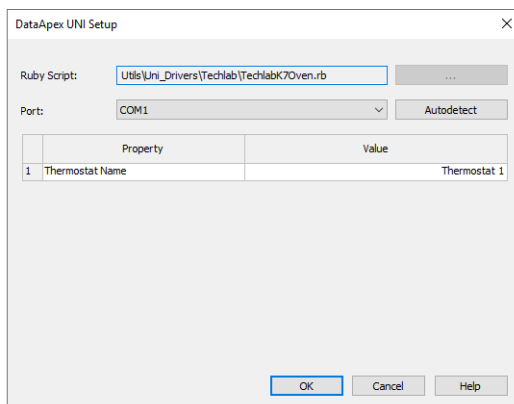 DataApex UNI Setup
Ruby Script: Utils\Uni_Drivers\Techlab\TechlabK7Oven.rb ...
Port: COM1 Autodetect
Property Value
1 Thermostat Name Thermostat 1
OK Cancel Help